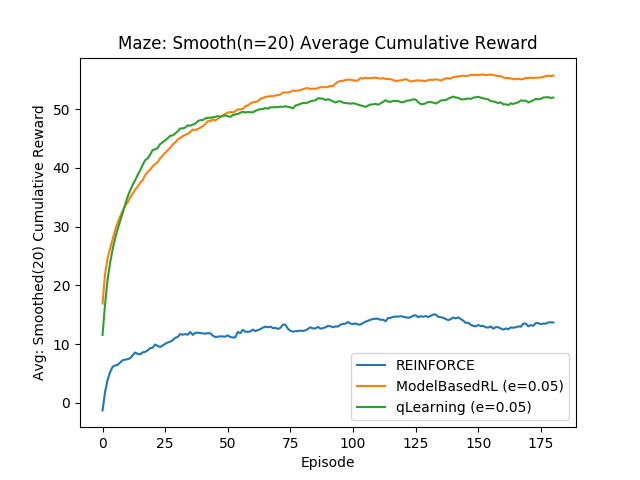 Maze: Smooth(n=20) Average Cumulative Reward
Avg: Smoothed(20) Cumulative Reward
50
40
30
20
10
0
REINFORCE
ModelBasedRL (e=0.05)
qLearning (e=0.05)
0 25 50 75 100 125 150 175
Episode